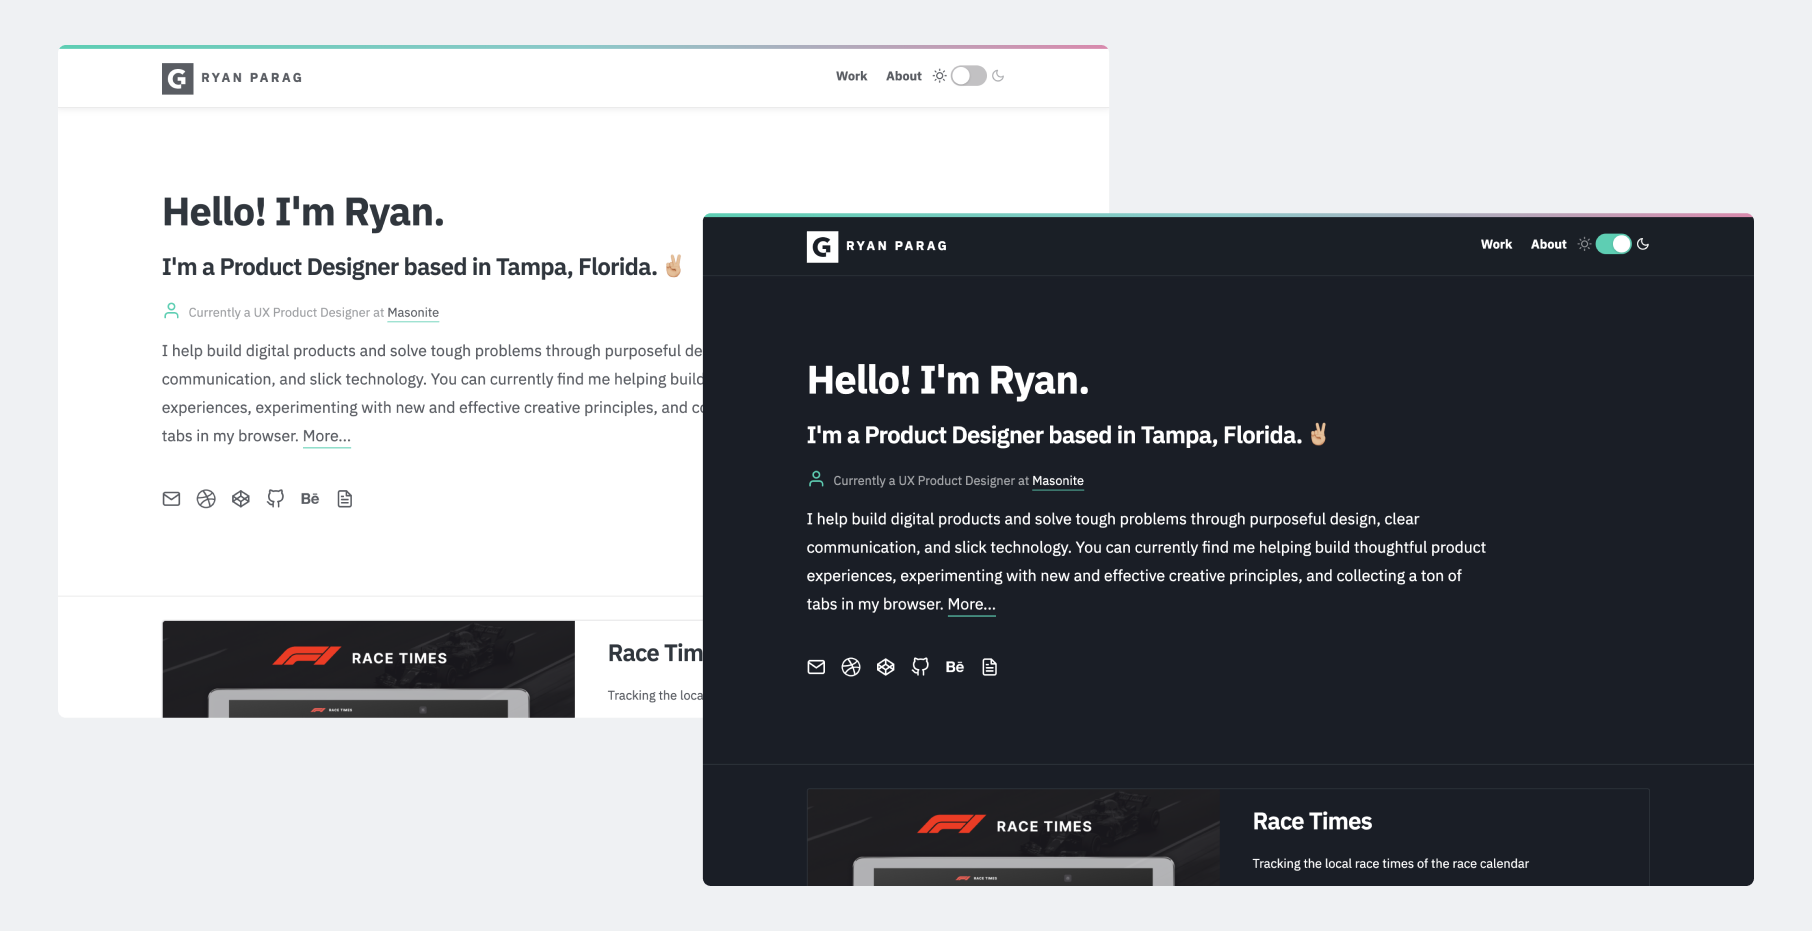 G RYAN PARAG
Work About
Hello! I'm Ryan.
I'm a Product Designer based in Tampa, Florida. ✌🏼
Currently a UX Product Designer at Masonite
I help build digital products and solve tough problems through purposeful de
communication, and slick technology. You can currently find me helping build
experiences, experimenting with new and effective creative principles, and co
tabs in my browser. More...
Bē
RACE TIMES
RACE TIMES
Race Tim
Tracking the loca
G RYAN PARAG
Work About
Hello! I'm Ryan.
I'm a Product Designer based in Tampa, Florida. ✌🏼
Currently a UX Product Designer at Masonite
I help build digital products and solve tough problems through purposeful design, clear
communication, and slick technology. You can currently find me helping build thoughtful product
experiences, experimenting with new and effective creative principles, and collecting a ton of
tabs in my browser. More...
Bē
RACE TIMES
RACE TIMES
Race Times
Tracking the local race times of the race calendar